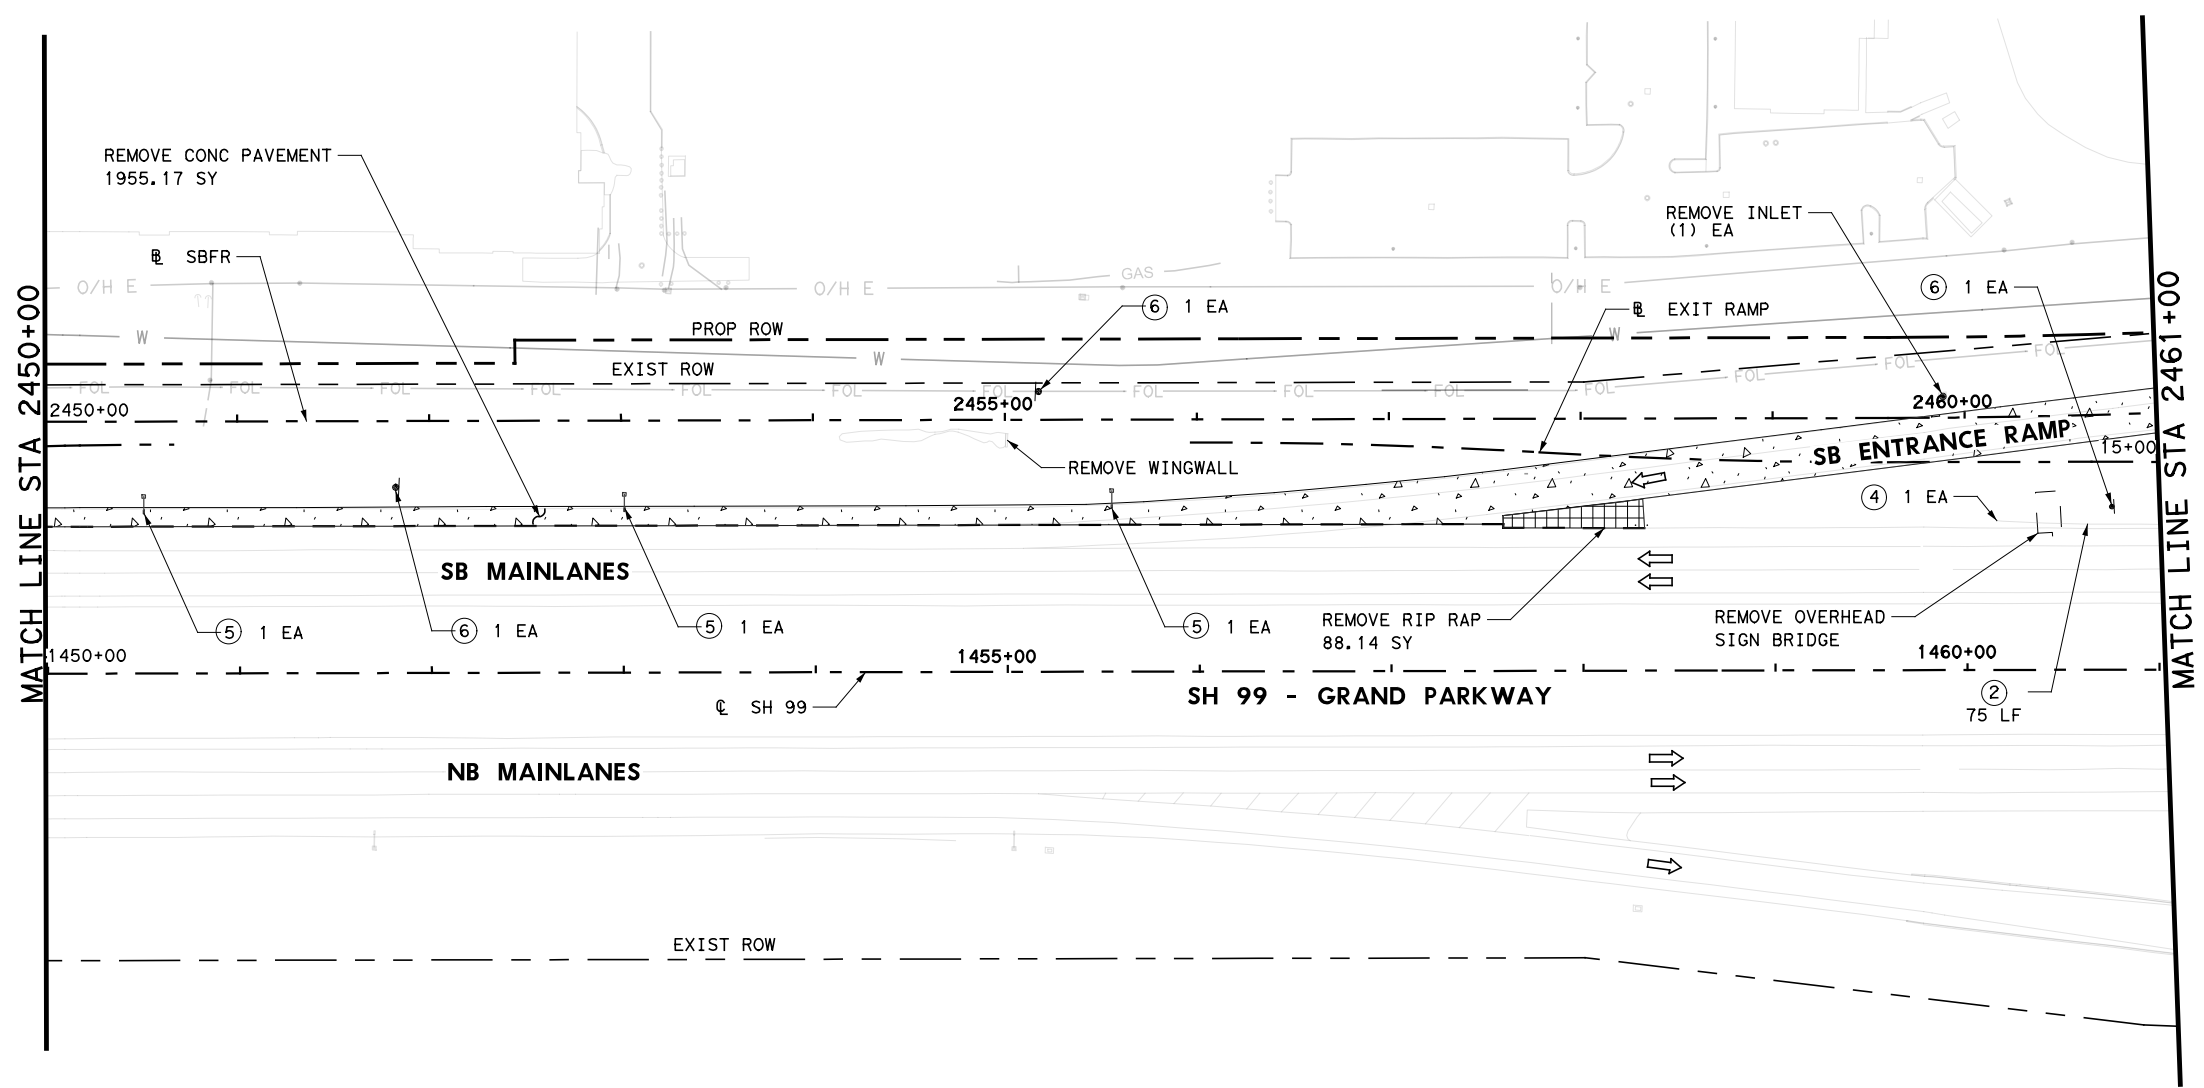 REMOVE CONC PAVEMENT
1955.17 SY
REMOVE INLET
(1) EA
SBFR
GAS
O/H E
O/H E
O/H E
6 1 EA
6 1 EA
EXIT RAMP
PROP ROW
W
W
W
EXIST ROW
FOL
FOL
FOL
FOL
FOL
FOL
FOL
FOL
FOL
FOL
FOL
FOL
FOL
2450+00
2455+00
2460+00
SB ENTRANCE RAMP
15+00
REMOVE WINGWALL
4 1 EA
SB MAINLANES
5 1 EA
6 1 EA
5 1 EA
5 1 EA
REMOVE RIP RAP
88.14 SY
REMOVE OVERHEAD
SIGN BRIDGE
1450+00
1455+00
1460+00
℄ SH 99
SH 99 - GRAND PARKWAY
2
75 LF
NB MAINLANES
EXIST ROW
MATCH LINE STA 2450+00
MATCH LINE STA 2461+00